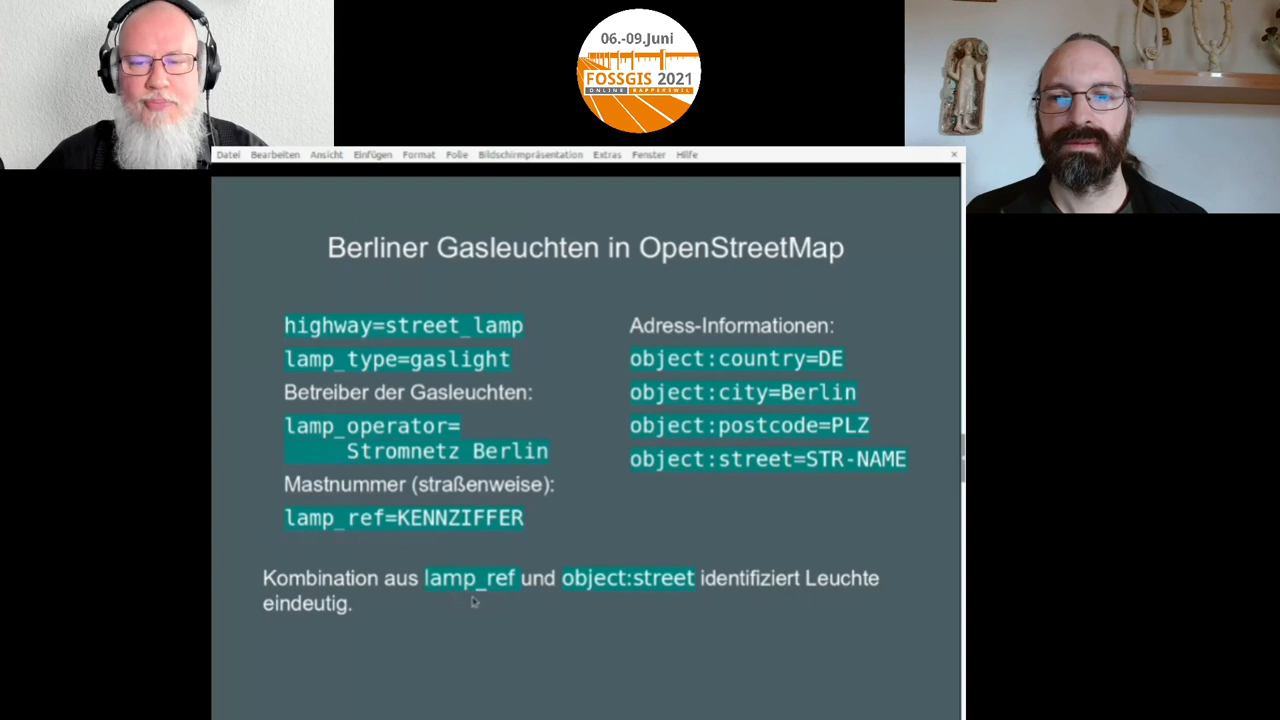 06.-09.Juni
FOSSGIS 2021
ONLINE RAPPERSWIL
Datei Bearbeiten Ansicht Einfügen Format Folie Bildschirmpräsentation Extras Fenster Hilfe
Berliner Gasleuchten in OpenStreetMap
highway=street_lamp
lamp_type=gaslight
Betreiber der Gasleuchten:
lamp_operator=
Stromnetz Berlin
Mastnummer (straßenweise):
lamp_ref=KENNZIFFER
Adress-Informationen:
object:country=DE
object:city=Berlin
object:postcode=PLZ
object:street=STR-NAME
Kombination aus lamp_ref und object:street identifiziert Leuchte
eindeutig.